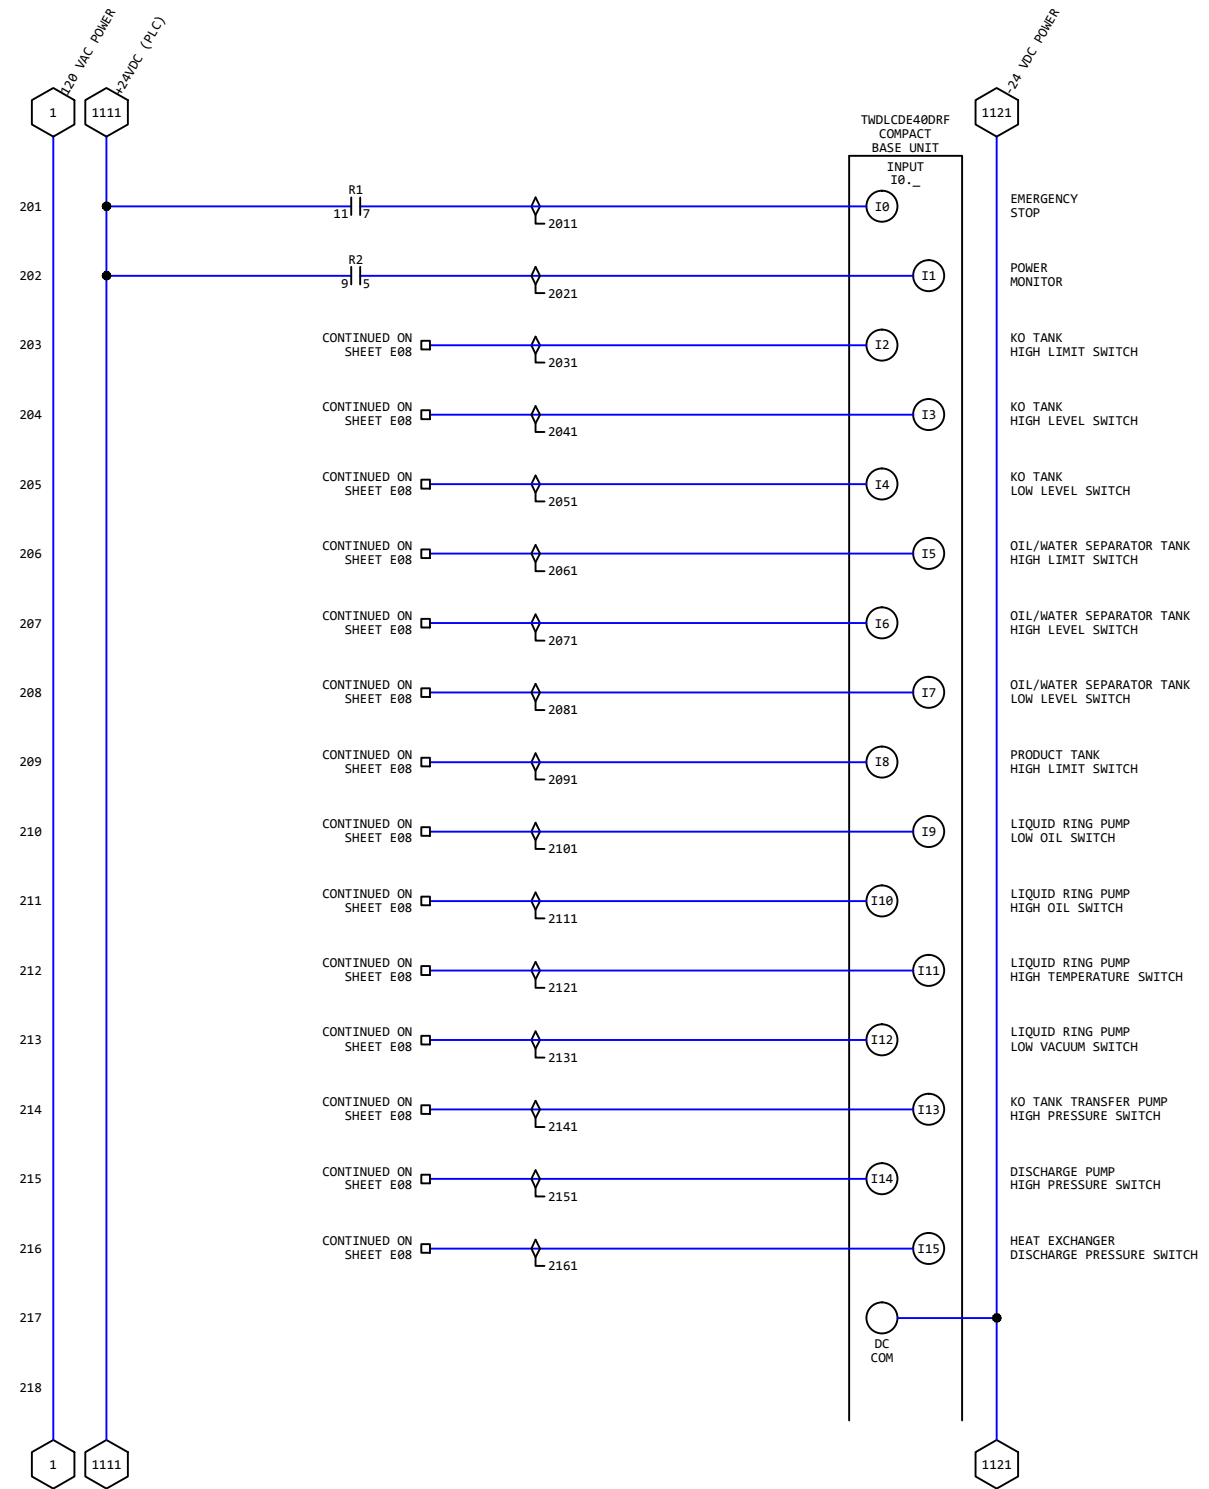 120 VAC POWER
+24VDC (PLC)
-24 VDC POWER
1
1111
1121
TWDLCDE40DRF
COMPACT
BASE UNIT
INPUT
I0._
201
R1
11 7
2011
I0
EMERGENCY
STOP
202
R2
9 5
2021
I1
POWER
MONITOR
203
CONTINUED ON
SHEET E08
2031
I2
KO TANK
HIGH LIMIT SWITCH
204
CONTINUED ON
SHEET E08
2041
I3
KO TANK
HIGH LEVEL SWITCH
205
CONTINUED ON
SHEET E08
2051
I4
KO TANK
LOW LEVEL SWITCH
206
CONTINUED ON
SHEET E08
2061
I5
OIL/WATER SEPARATOR TANK
HIGH LIMIT SWITCH
207
CONTINUED ON
SHEET E08
2071
I6
OIL/WATER SEPARATOR TANK
HIGH LEVEL SWITCH
208
CONTINUED ON
SHEET E08
2081
I7
OIL/WATER SEPARATOR TANK
LOW LEVEL SWITCH
209
CONTINUED ON
SHEET E08
2091
I8
PRODUCT TANK
HIGH LIMIT SWITCH
210
CONTINUED ON
SHEET E08
2101
I9
LIQUID RING PUMP
LOW OIL SWITCH
211
CONTINUED ON
SHEET E08
2111
I10
LIQUID RING PUMP
HIGH OIL SWITCH
212
CONTINUED ON
SHEET E08
2121
I11
LIQUID RING PUMP
HIGH TEMPERATURE SWITCH
213
CONTINUED ON
SHEET E08
2131
I12
LIQUID RING PUMP
LOW VACUUM SWITCH
214
CONTINUED ON
SHEET E08
2141
I13
KO TANK TRANSFER PUMP
HIGH PRESSURE SWITCH
215
CONTINUED ON
SHEET E08
2151
I14
DISCHARGE PUMP
HIGH PRESSURE SWITCH
216
CONTINUED ON
SHEET E08
2161
I15
HEAT EXCHANGER
DISCHARGE PRESSURE SWITCH
217
DC
COM
218
1
1111
1121